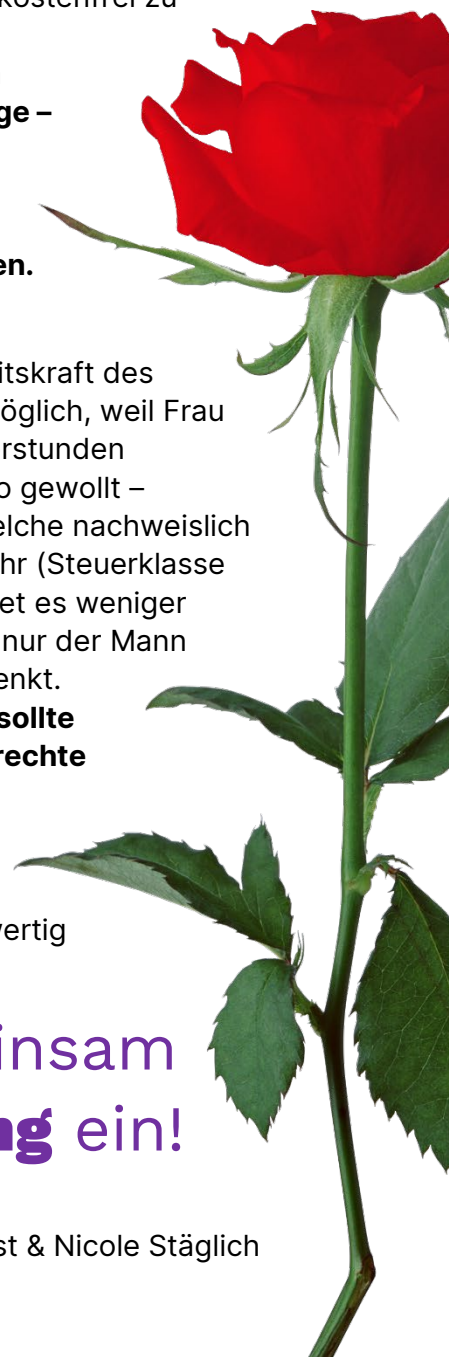 kostenfrei zu
ge –
en.
itskraft des
öglich, weil Frau
rstunden
o gewollt –
elche nachweislich
hr (Steuerklasse
et es weniger
nur der Mann
enkt.
sollte
rechte
ertig
insam
ng ein!
st & Nicole Stäglich